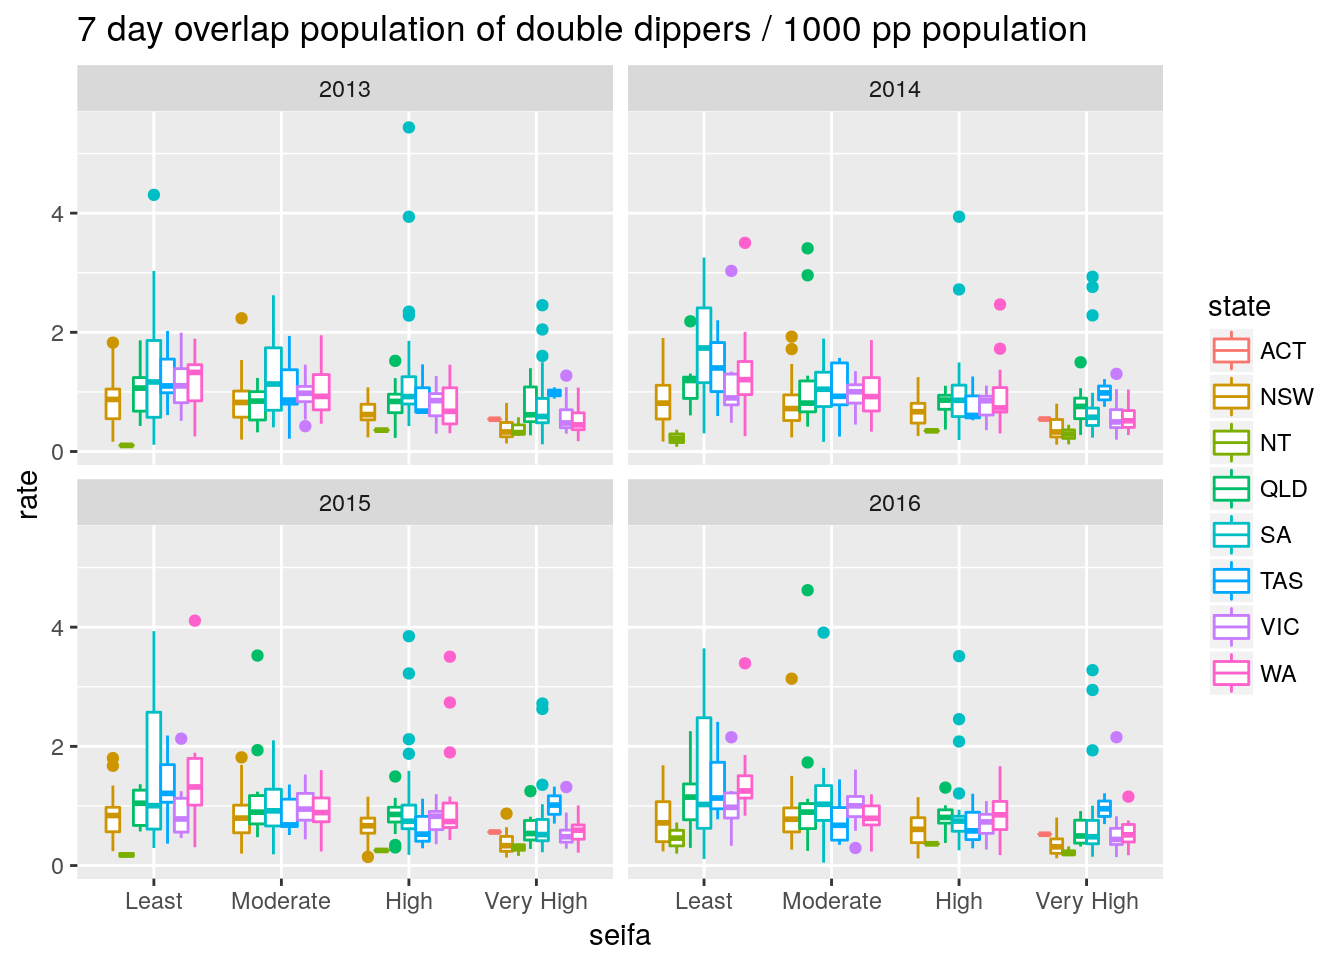 7 day overlap population of double dippers / 1000 pp population
2013
2014
4
2
0
2015
2016
4
2
0
rate
Least
Moderate
High
Very High
Least
Moderate
High
Very High
seifa
state
ACT
NSW
NT
QLD
SA
TAS
VIC
WA